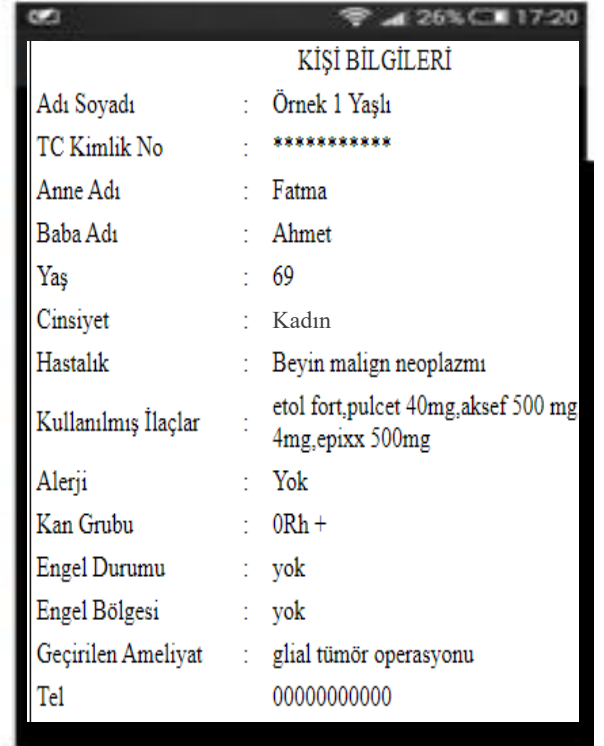 26% 17:20
KİŞİ BİLGİLERİ
Adı Soyadı : Örnek 1 Yaşlı
TC Kimlik No : ***********
Anne Adı : Fatma
Baba Adı : Ahmet
Yaş : 69
Cinsiyet : Kadın
Hastalık : Beyin malign neoplazmı
Kullanılmış İlaçlar : etol fort,pulcet 40mg,aksef 500 mg
4mg,epixx 500mg
Alerji : Yok
Kan Grubu : 0Rh +
Engel Durumu : yok
Engel Bölgesi : yok
Geçirilen Ameliyat : glial tümör operasyonu
Tel 00000000000